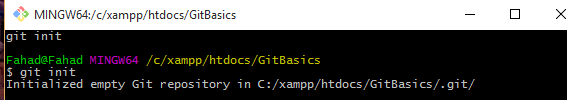 MINGW64:/c/xampp/htdocs/GitBasics
git init
Fahad@Fahad MINGW64 /c/xampp/htdocs/GitBasics
$ git init
Initialized empty Git repository in C:/xampp/htdocs/GitBasics/.git/